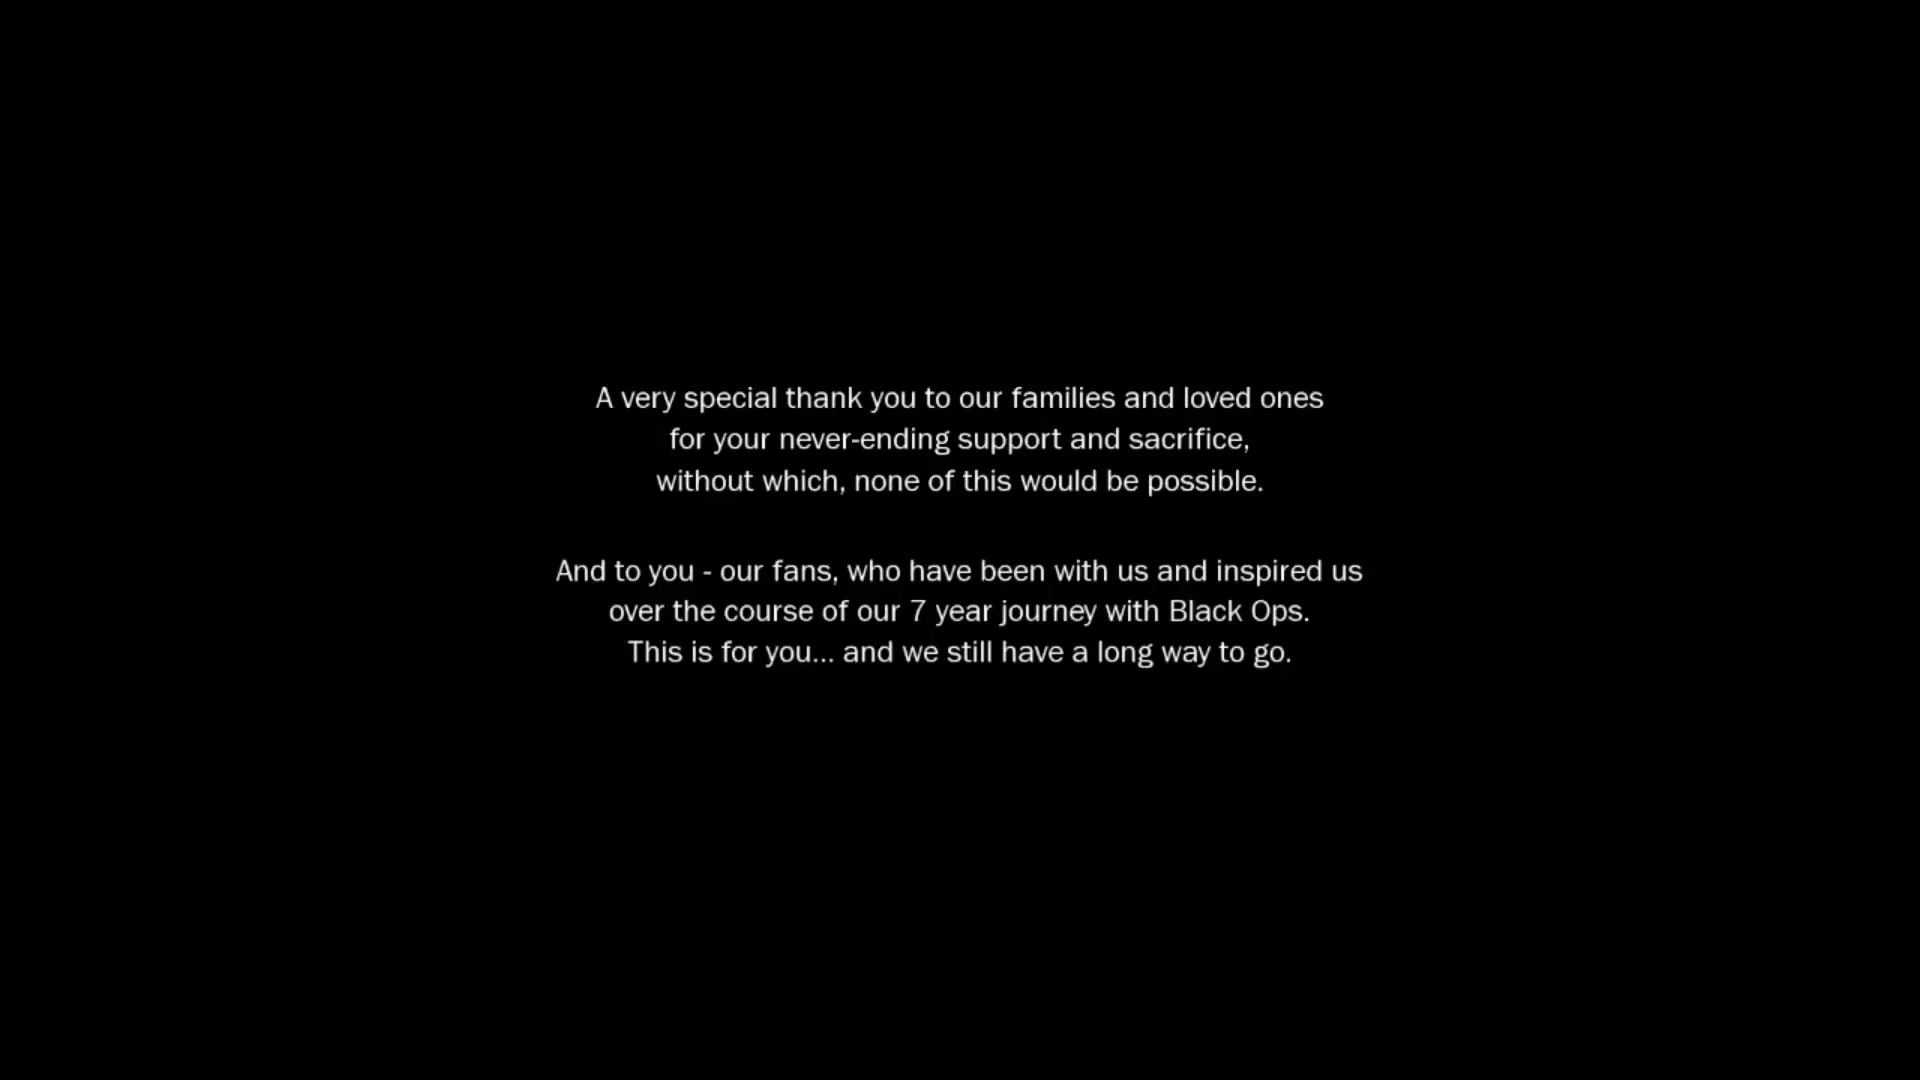 A very special thank you to our families and loved ones
for your never-ending support and sacrifice,
without which, none of this would be possible.
And to you - our fans, who have been with us and inspired us
over the course of our 7 year journey with Black Ops.
This is for you... and we still have a long way to go.